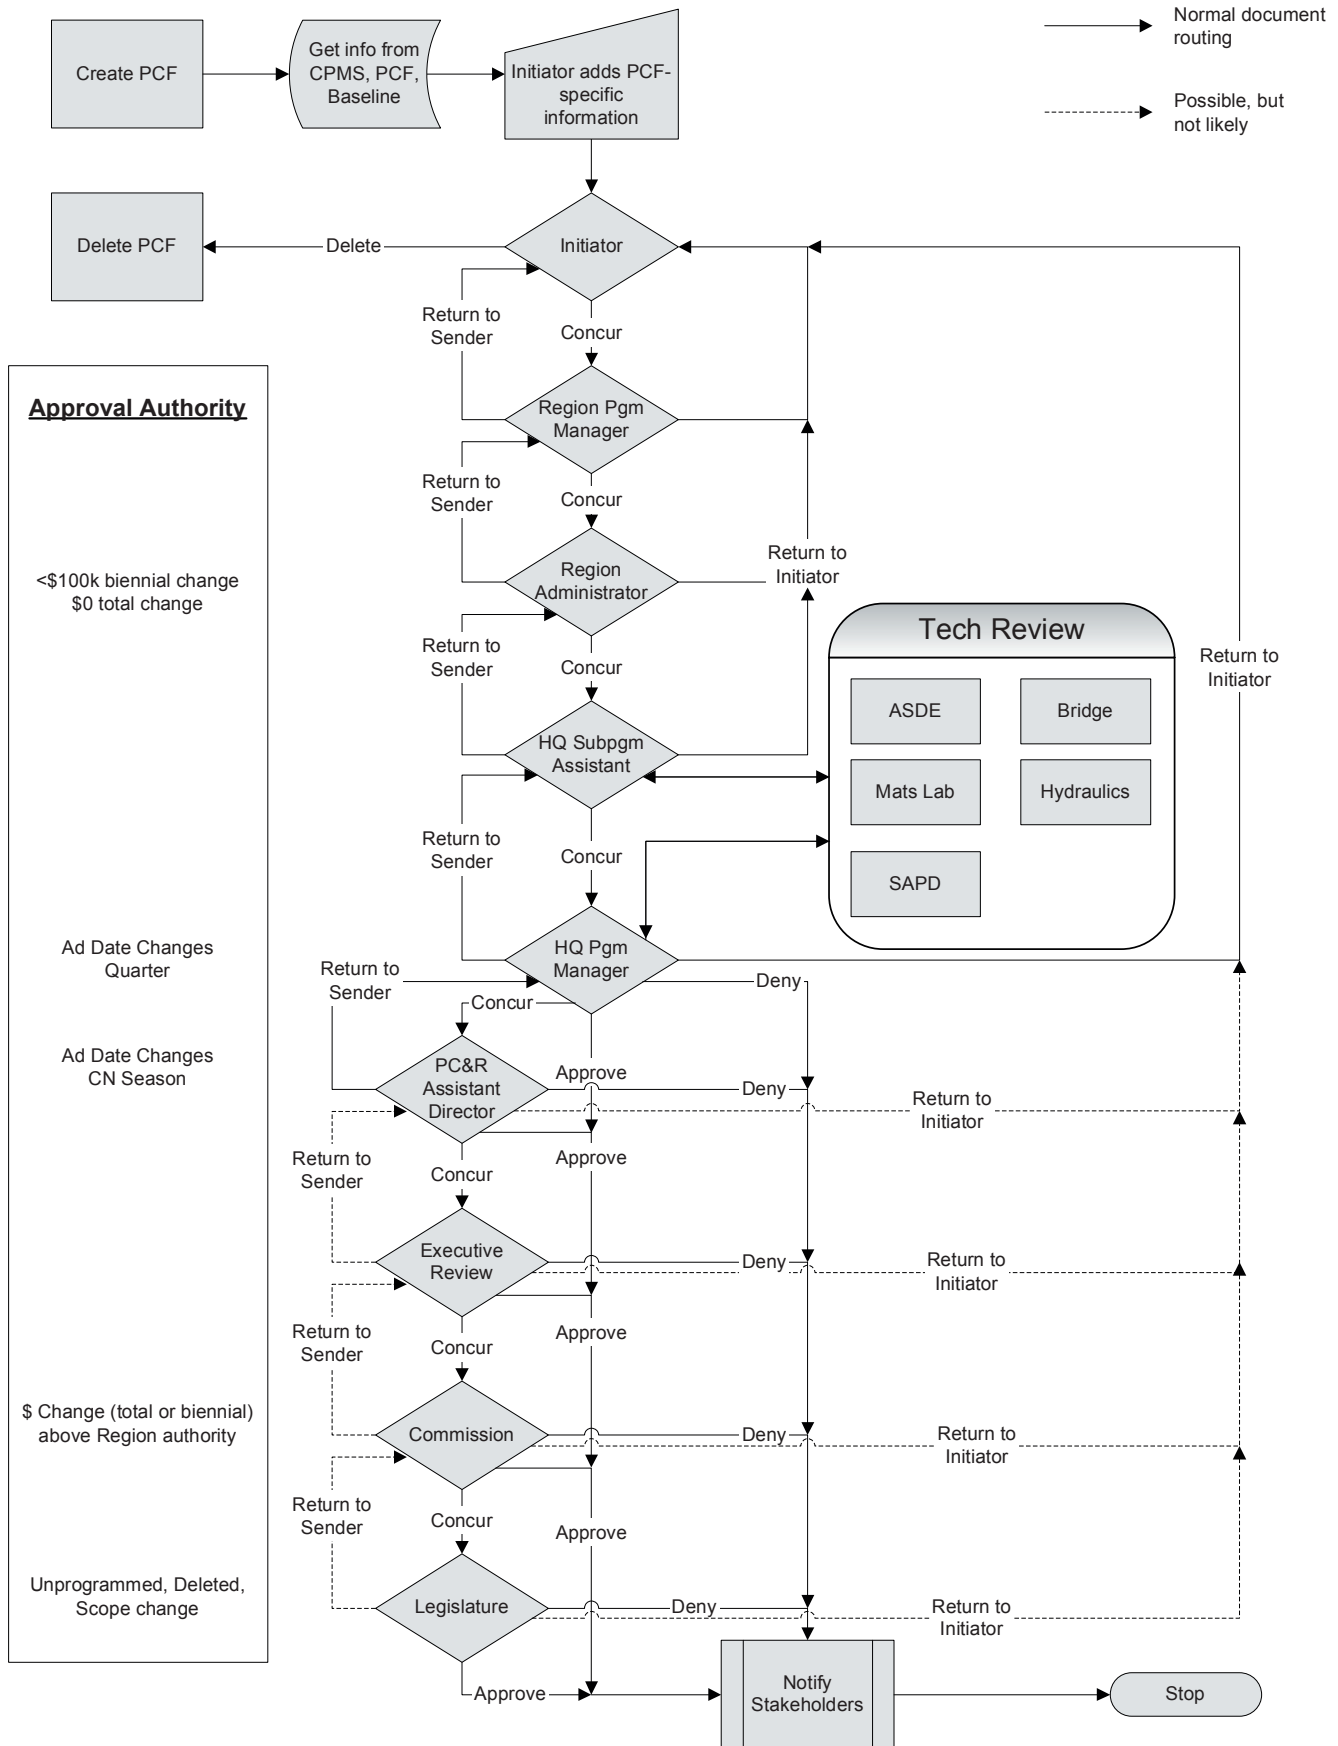 Normal document
routing
Possible, but
not likely
Create PCF
Get info from
CPMS, PCF,
Baseline
Initiator adds PCF-
specific
information
Delete PCF
Delete
Initiator
Return to
Sender
Concur
Approval Authority
Region Pgm
Manager
Return to
Sender
Concur
<$100k biennial change
$0 total change
Region
Administrator
Return to
Initiator
Return to
Sender
Concur
Tech Review
ASDE
Bridge
Mats Lab
Hydraulics
SAPD
Return to
Initiator
HQ Subpgm
Assistant
Return to
Sender
Concur
Ad Date Changes
Quarter
HQ Pgm
Manager
Return to
Sender
Concur
Deny
Ad Date Changes
CN Season
PC&R
Assistant
Director
Approve
Deny
Return to
Initiator
Return to
Sender
Concur
Approve
Executive
Review
Deny
Return to
Initiator
Return to
Sender
Concur
Approve
$ Change (total or biennial)
above Region authority
Commission
Deny
Return to
Initiator
Return to
Sender
Concur
Approve
Unprogrammed, Deleted,
Scope change
Legislature
Deny
Return to
Initiator
Approve
Notify
Stakeholders
Stop